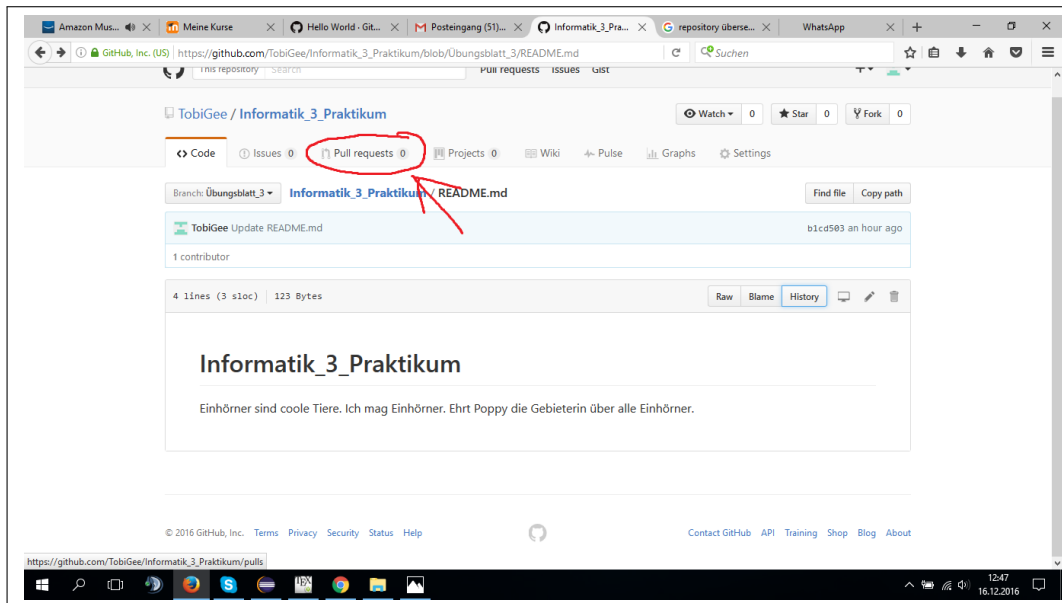 Amazon Mus... Meine Kurse Hello World · Git... Posteingang (51)... Informatik_3_Pra... repository überse... WhatsApp
GitHub, Inc. (US) https://github.com/TobiGee/Informatik_3_Praktikum/blob/Übungsblatt_3/README.md Suchen
This repository Search Pull requests Issues Gist
TobiGee / Informatik_3_Praktikum Watch 0 Star 0 Fork 0
Code Issues 0 Pull requests 0 Projects 0 Wiki Pulse Graphs Settings
Branch: Übungsblatt_3 Informatik_3_Praktikum / README.md Find file Copy path
TobiGee Update README.md b1cd503 an hour ago
1 contributor
4 lines (3 sloc) 123 Bytes Raw Blame History
Informatik_3_Praktikum
Einhörner sind coole Tiere. Ich mag Einhörner. Ehrt Poppy die Gebieterin über alle Einhörner.
© 2016 GitHub, Inc. Terms Privacy Security Status Help Contact GitHub API Training Shop Blog About
https://github.com/TobiGee/Informatik_3_Praktikum/pulls
12:47
16.12.2016